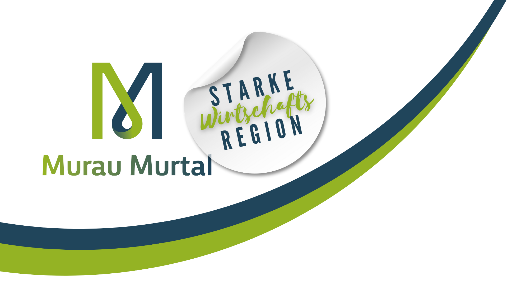 Murau Murtal
STARKE
Wirtschafts
REGION